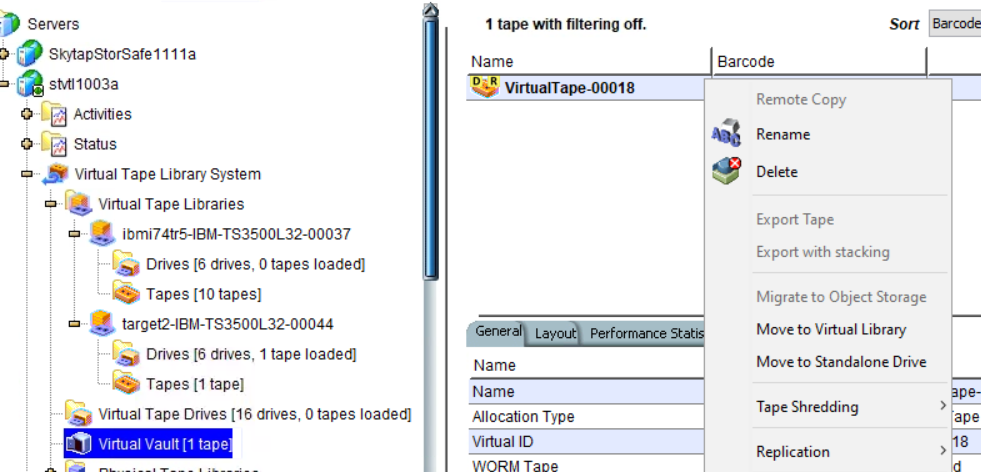 Servers
SkytapStorSafe1111a
stvtl1003a
Activities
Status
Virtual Tape Library System
Virtual Tape Libraries
ibmi74tr5-IBM-TS3500L32-00037
Drives [6 drives, 0 tapes loaded]
Tapes [10 tapes]
target2-IBM-TS3500L32-00044
Drives [6 drives, 1 tape loaded]
Tapes [1 tape]
Virtual Tape Drives [16 drives, 0 tapes loaded]
Virtual Vault [1 tape]
Physical Tape Libraries
1 tape with filtering off.
Sort Barcode
Name Barcode
D R VirtualTape-00018
Remote Copy
ABC Rename
Delete
Export Tape
Export with stacking
Migrate to Object Storage
Move to Virtual Library
Move to Standalone Drive
Tape Shredding >
Replication >
General Layout Performance Statis
Name
Name ape-
Allocation Type ape
Virtual ID 18
WORM Tape d